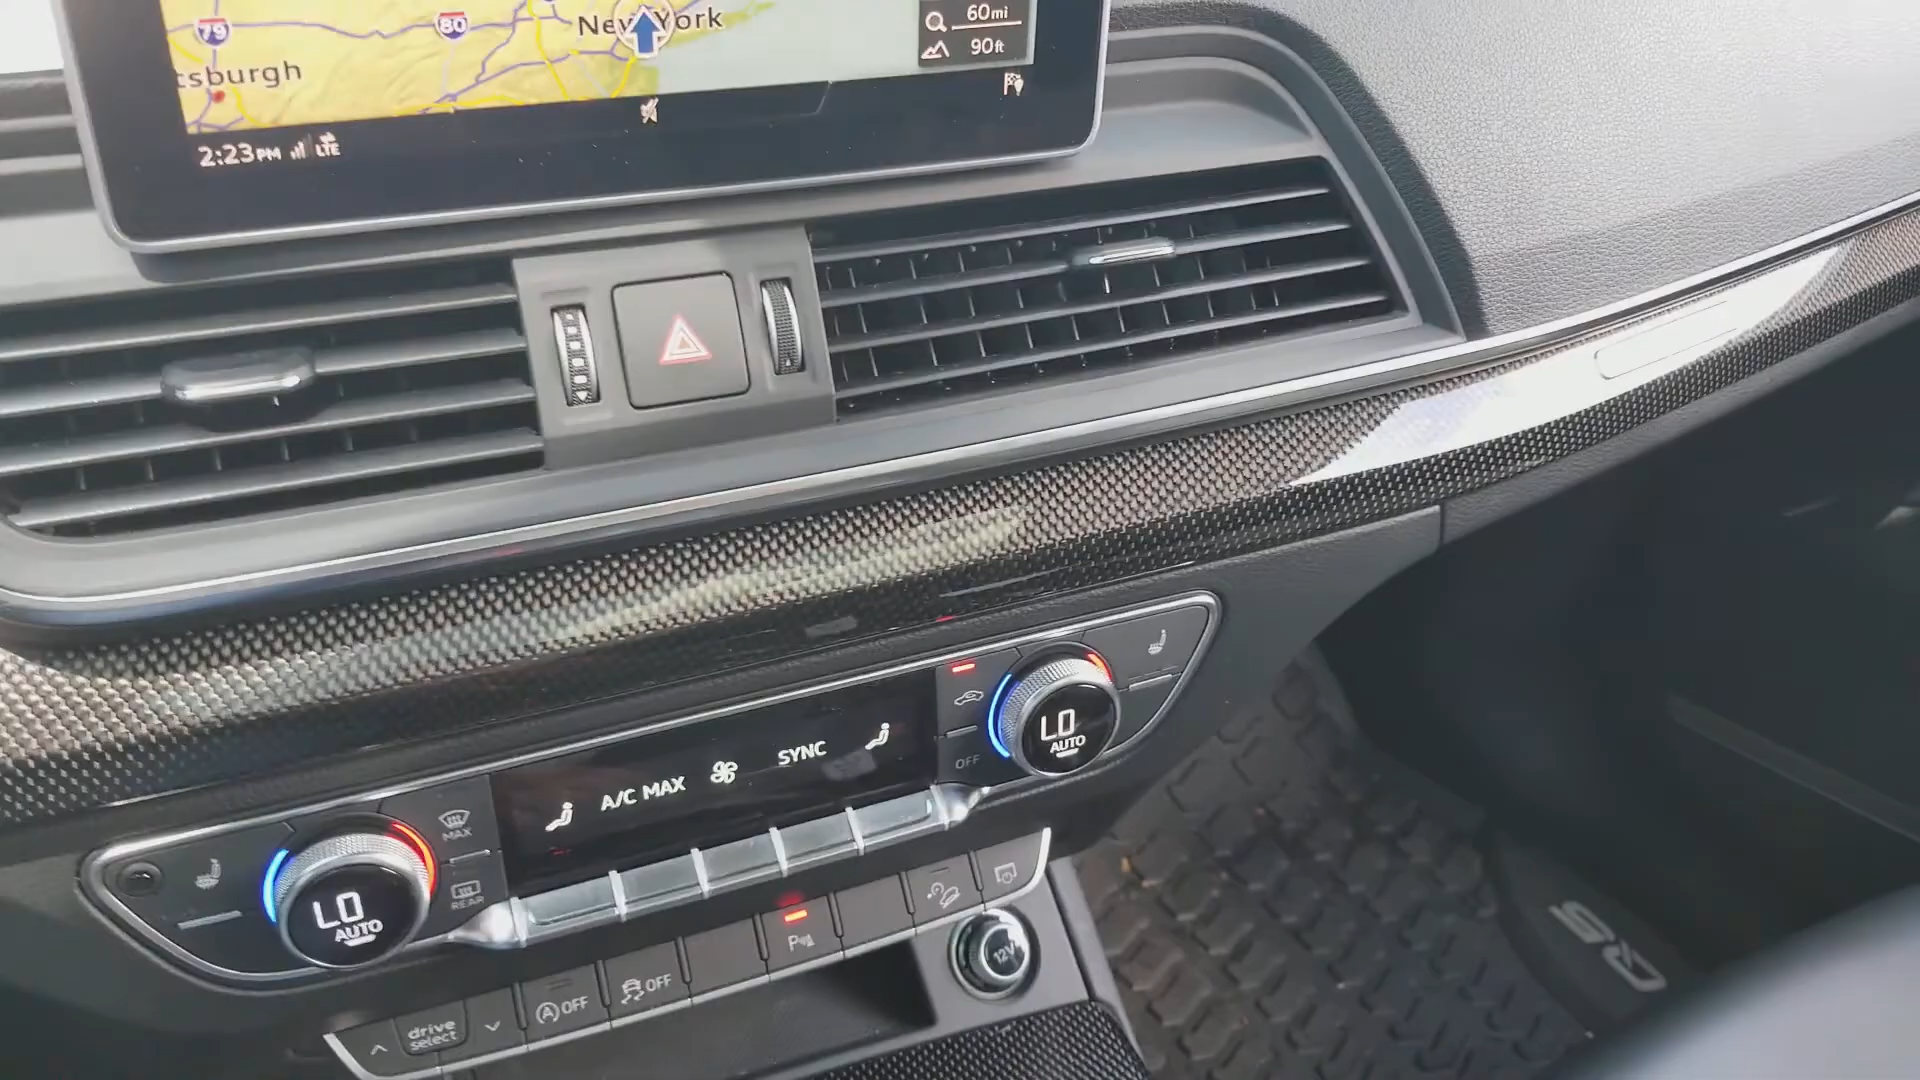 79
80
New York
60mi
90ft
tsburgh
2:23PM
LTE
LO
AUTO
OFF
SYNC
A/C MAX
MAX
REAR
LO
AUTO
12V
P
OFF
A OFF
drive
select
Q5